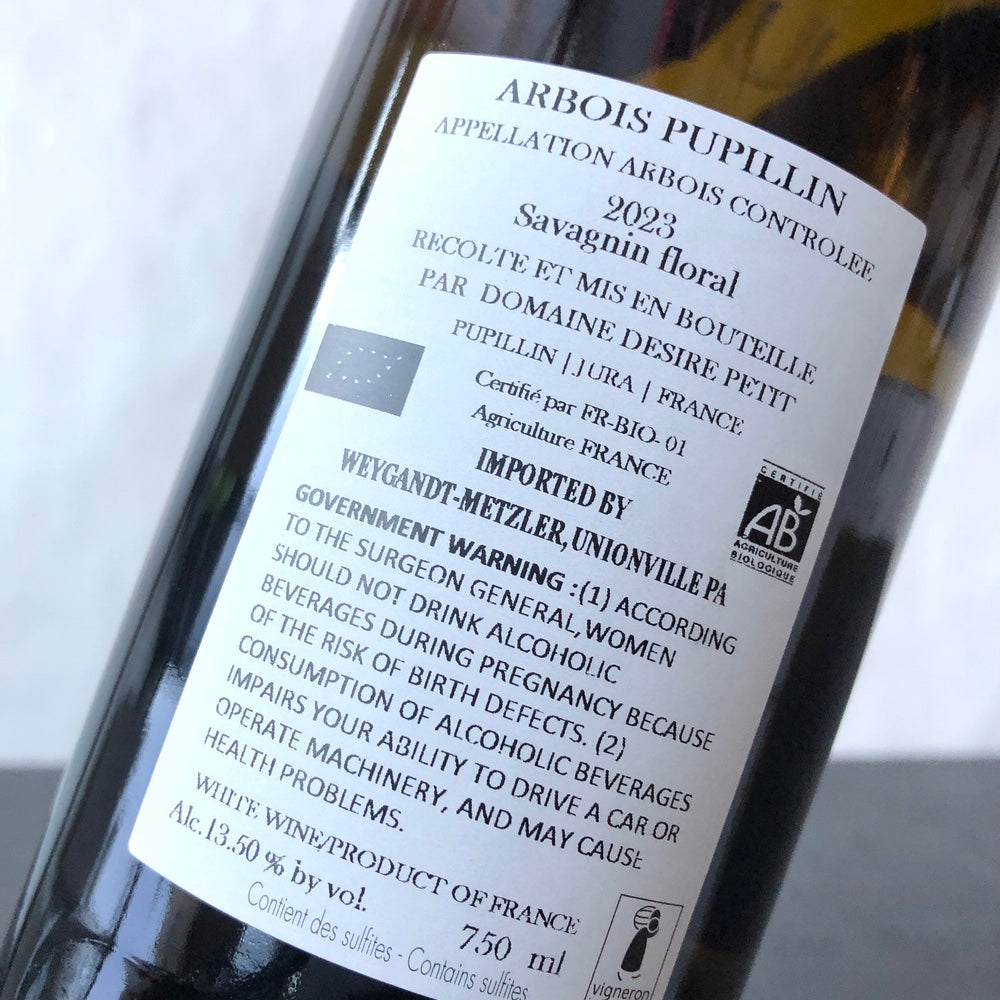 ARBOIS PUPILLIN
APPELLATION ARBOIS CONTROLEE
2023
Savagnin floral
RECOLTE ET MIS EN BOUTEILLE
PAR DOMAINE DESIRE PETIT
PUPILLIN | JURA | FRANCE
Certifié par FR-BIO- 01
Agriculture FRANCE
IMPORTED BY
WEYGANDT-METZLER, UNIONVILLE PA
CERTIFIÉ
AB
AGRICULTURE
BIOLOGIQUE
GOVERNMENT WARNING :(1) ACCORDING
TO THE SURGEON GENERAL,WOMEN
SHOULD NOT DRINK ALCOHOLIC
BEVERAGES DURING PREGNANCY BECAUSE
OF THE RISK OF BIRTH DEFECTS. (2)
CONSUMPTION OF ALCOHOLIC BEVERAGES
IMPAIRS YOUR ABILITY TO DRIVE A CAR OR
OPERATE MACHINERY, AND MAY CAUSE
HEALTH PROBLEMS.
WHITE WINE/PRODUCT OF FRANCE
Alc.13.50 % by vol.
750 ml
Contient des sulfites - Contains sulfites
vigneron